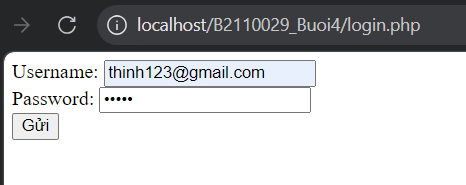 localhost/B2110029_Buoi4/login.php
Username: thinh123@gmail.com
Password: •••••
Gửi